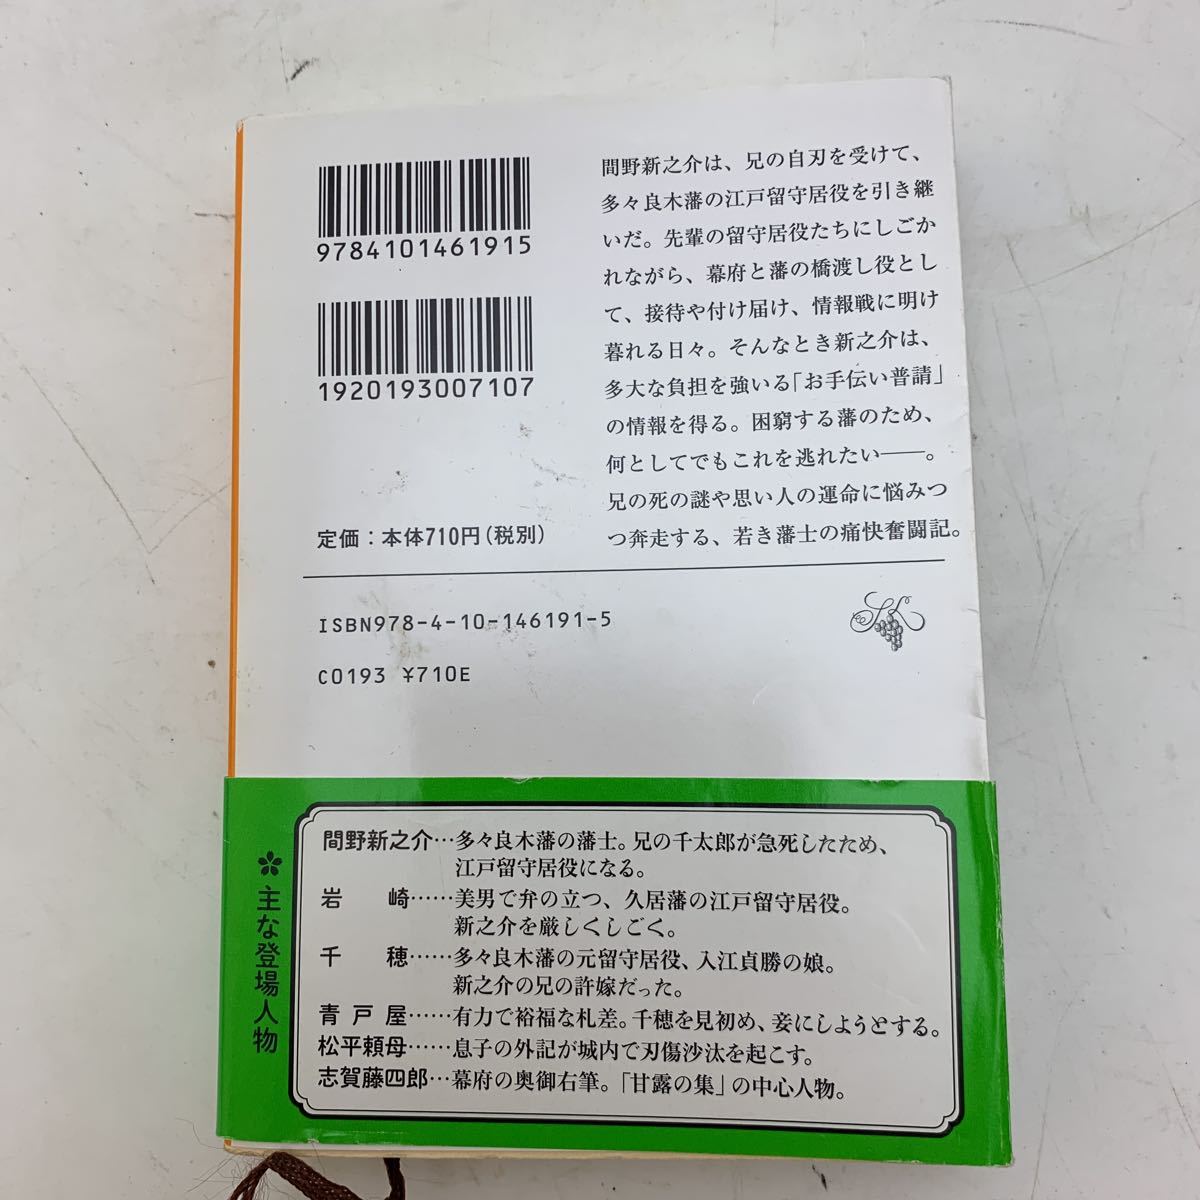 9784101461915
1920193007107
定価：本体710円(税別)
間野新之介は、兄の自刃を受けて、
多々良木藩の江戸留守居役を引き継
いだ。先輩の留守居役たちにしごか
れながら、幕府と藩の橋渡し役とし
て、接待や付け届け、情報戦に明け
暮れる日々。そんなとき新之介は、
多大な負担を強いる「お手伝い普請」
の情報を得る。困窮する藩のため、
何としてでもこれを逃れたい――。
兄の死の謎や思い人の運命に悩みつ
つ奔走する、若き藩士の痛快奮闘記。
ISBN978-4-10-146191-5
C0193 ¥710E
主な登場人物
間野新之介…多々良木藩の藩士。兄の千太郎が急死したため、
江戸留守居役になる。
岩崎……美男で弁の立つ、久居藩の江戸留守居役。
新之介を厳しくしごく。
千穂……多々良木藩の元留守居役、入江貞勝の娘。
新之介の兄の許嫁だった。
青戸屋……有力で裕福な札差。千穂を見初め、妾にしようとする。
松平頼母……息子の外記が城内で刃傷沙汰を起こす。
志賀藤四郎…幕府の奥御右筆。「甘露の集」の中心人物。